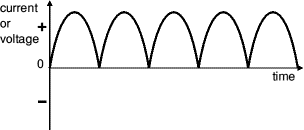 current
or
voltage
+
0
time
−